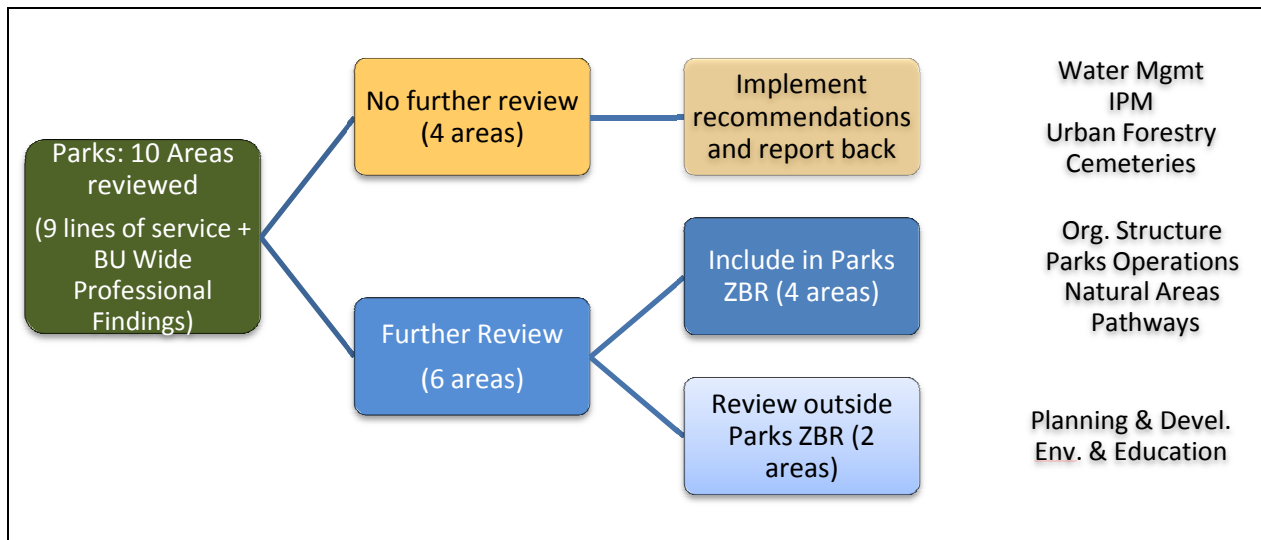 Parks: 10 Areas
reviewed
(9 lines of service +
BU Wide
Professional
Findings)
No further review
(4 areas)
Implement
recommendations
and report back
Water Mgmt
IPM
Urban Forestry
Cemeteries
Further Review
(6 areas)
Include in Parks
ZBR (4 areas)
Org. Structure
Parks Operations
Natural Areas
Pathways
Review outside
Parks ZBR (2
areas)
Planning & Devel.
Env. & Education